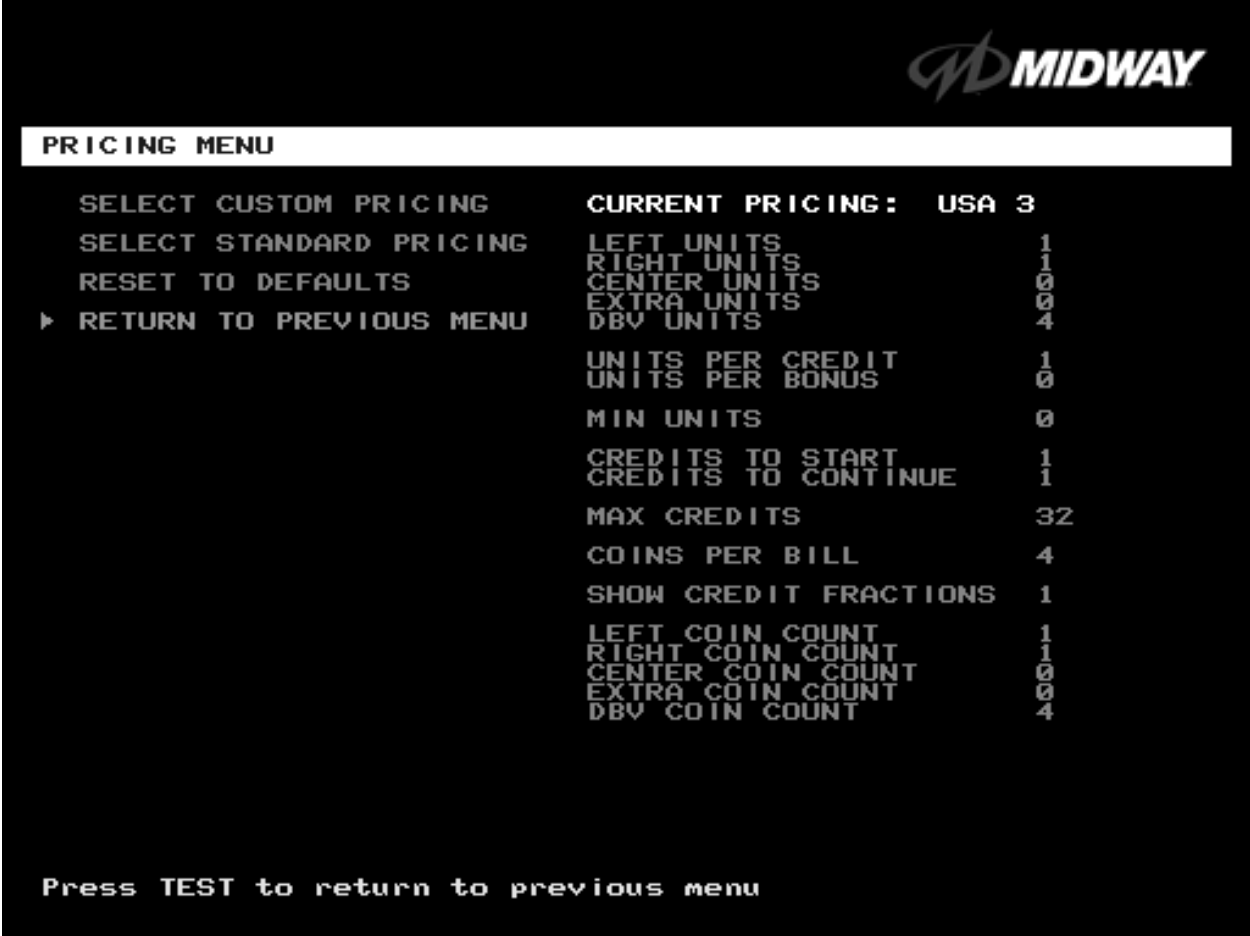 MIDWAY
PRICING MENU
SELECT CUSTOM PRICING
SELECT STANDARD PRICING
RESET TO DEFAULTS
RETURN TO PREVIOUS MENU
CURRENT PRICING: USA 3
LEFT UNITS 1
RIGHT UNITS 1
CENTER UNITS 0
EXTRA UNITS 0
DBV UNITS 4
UNITS PER CREDIT 1
UNITS PER BONUS 0
MIN UNITS 0
CREDITS TO START 1
CREDITS TO CONTINUE 1
MAX CREDITS 32
COINS PER BILL 4
SHOW CREDIT FRACTIONS 1
LEFT COIN COUNT 1
RIGHT COIN COUNT 1
CENTER COIN COUNT 0
EXTRA COIN COUNT 0
DBV COIN COUNT 4
Press TEST to return to previous menu